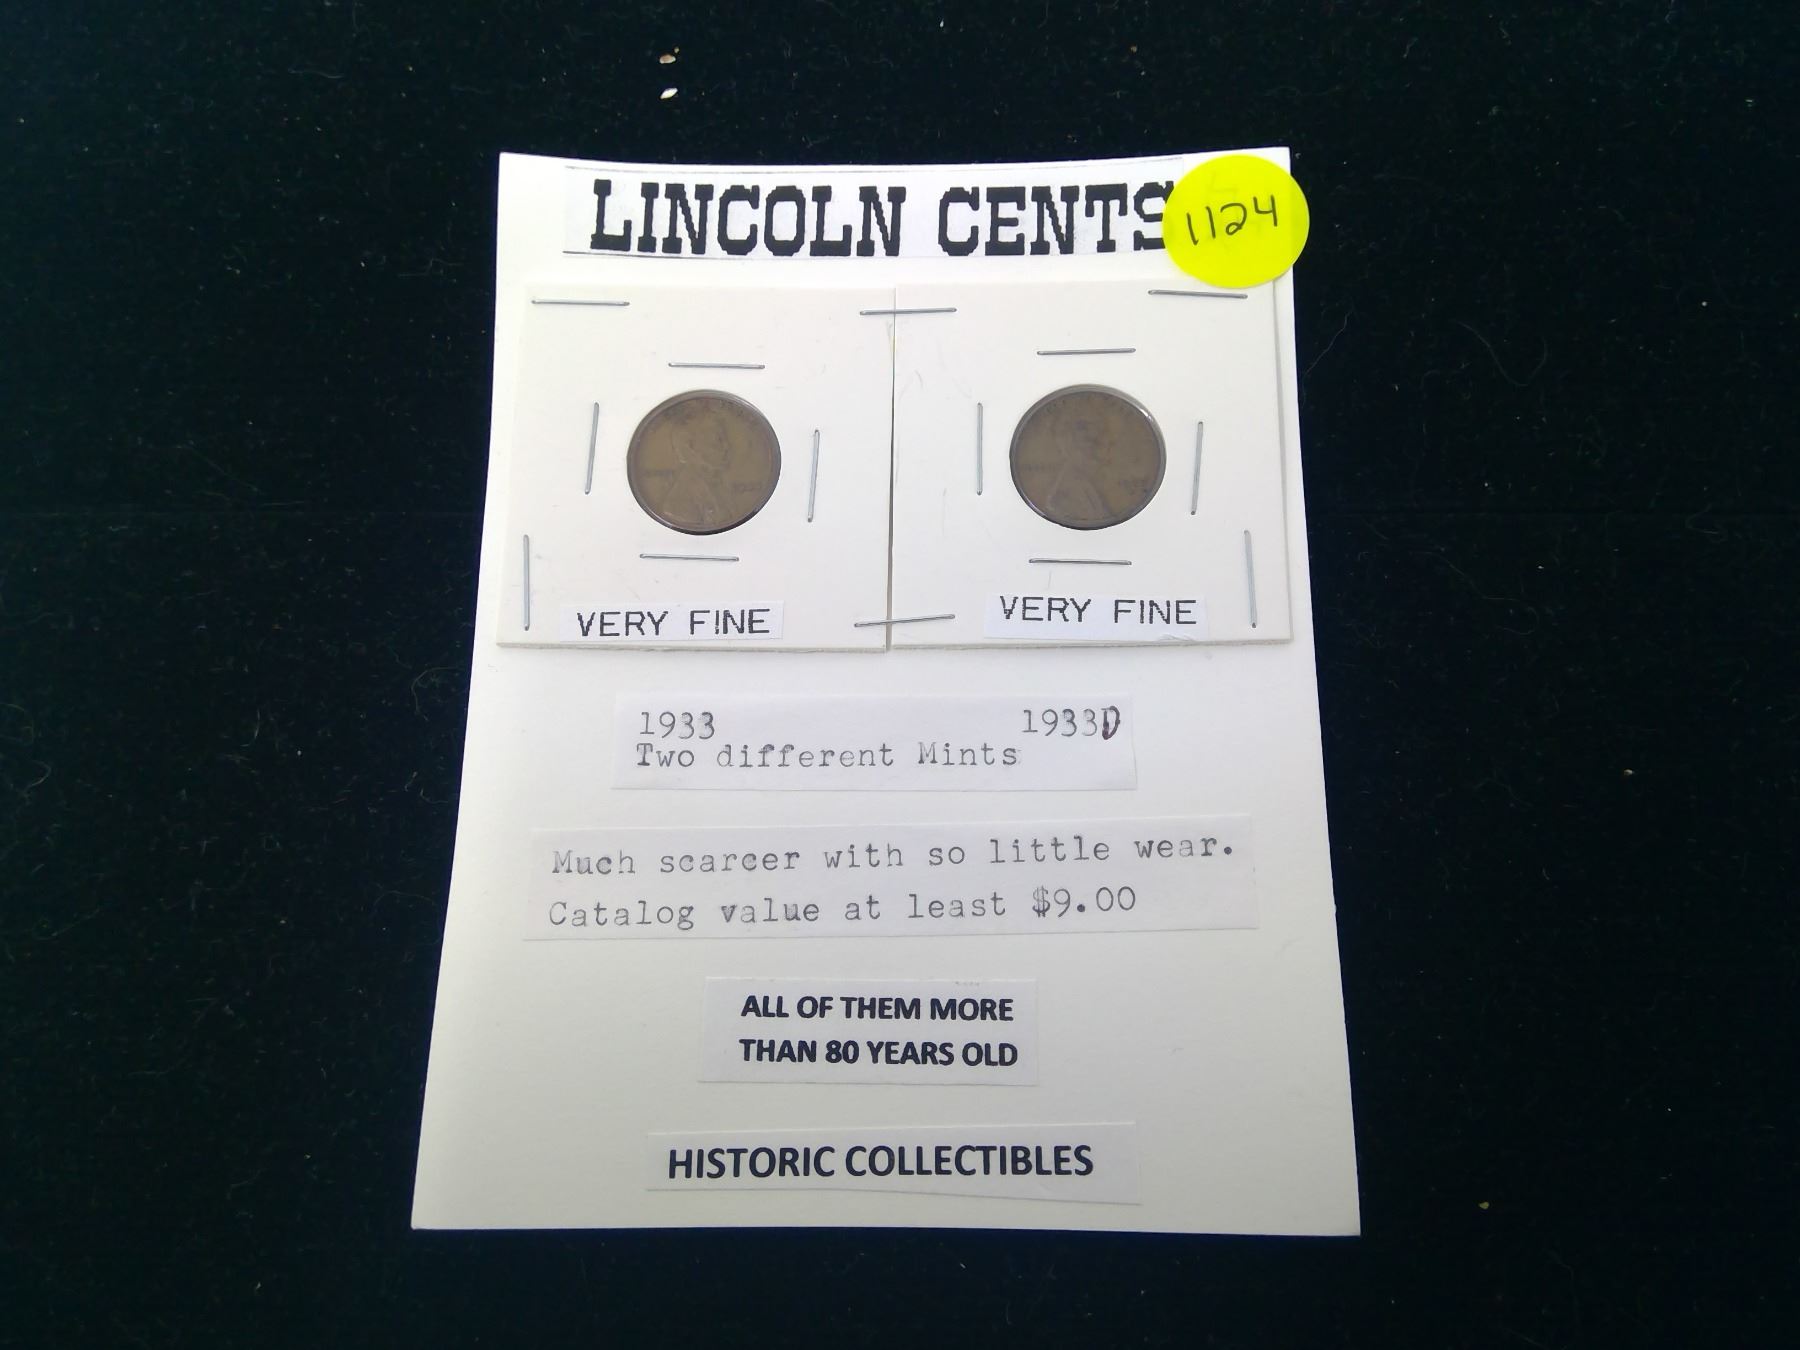 LINCOLN CENTS
1124
VERY FINE
VERY FINE
1933 1933D
Two different Mints
Much scarcer with so little wear.
Catalog value at least $9.00
ALL OF THEM MORE
THAN 80 YEARS OLD
HISTORIC COLLECTIBLES